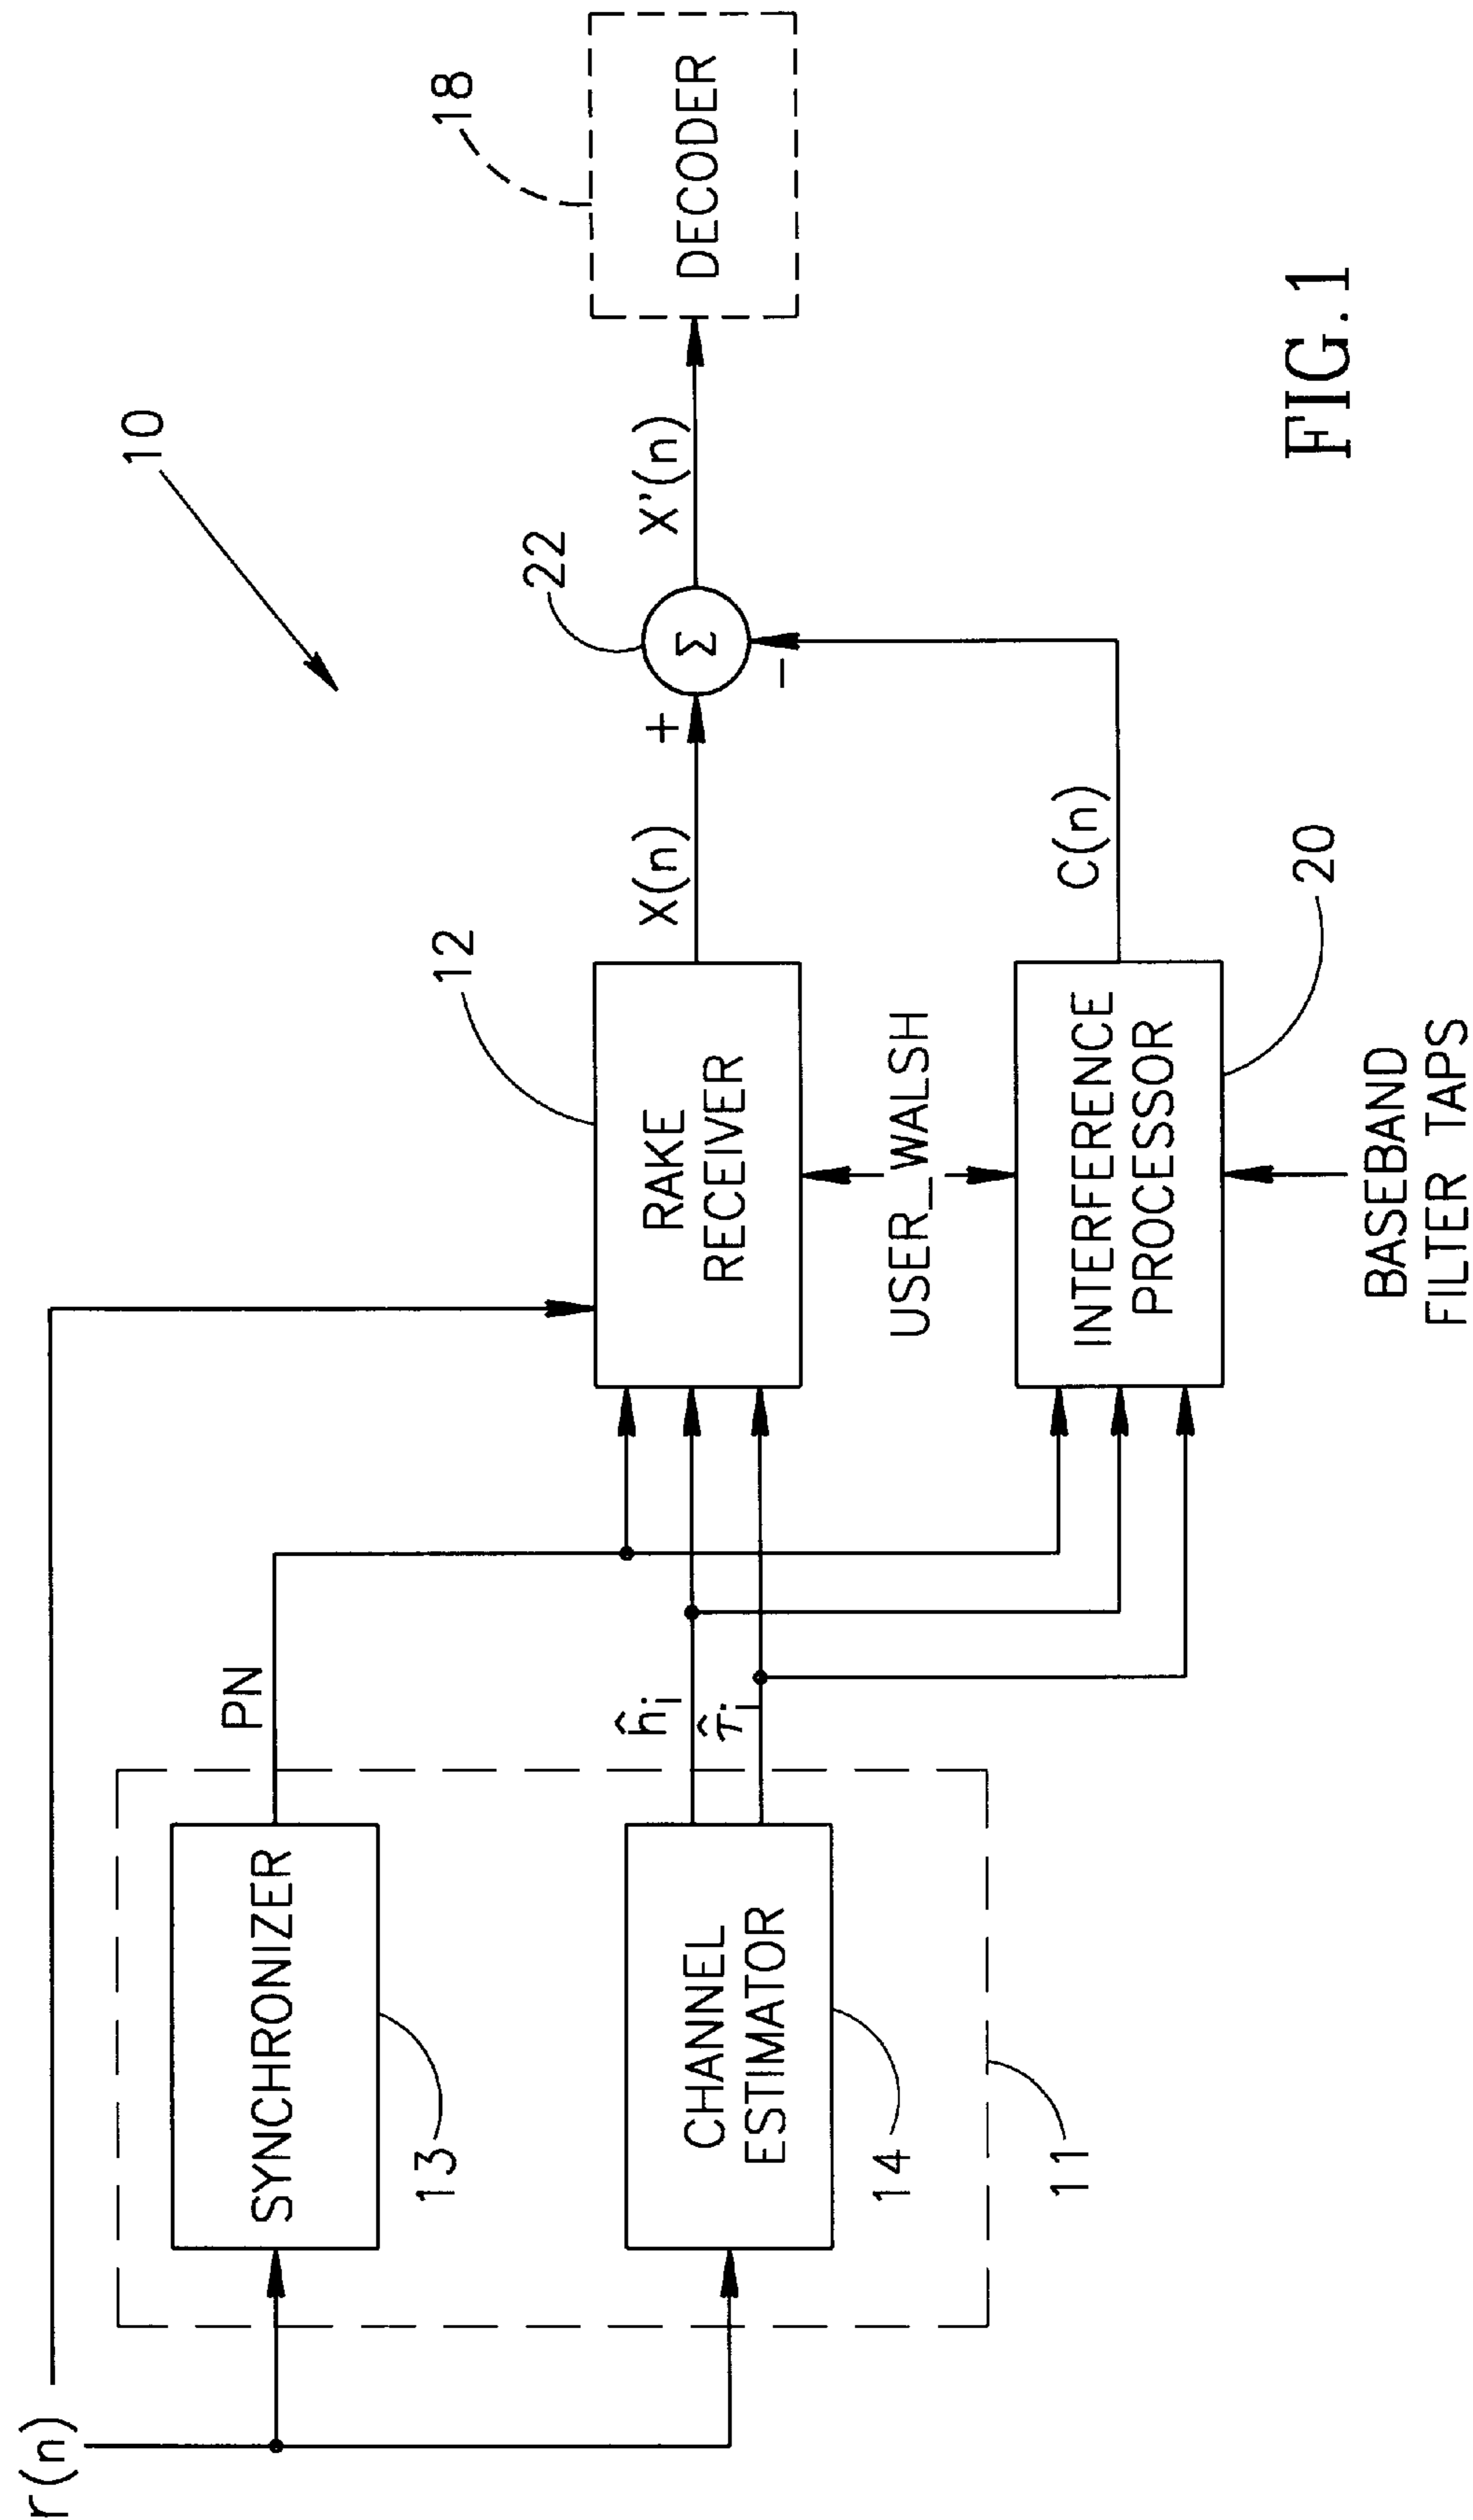 r(n)
SYNCHRONIZER
13
PN
CHANNEL
ESTIMATOR
14
11
ĥi
τ̂i
10
RAKE
RECEIVER
12
x(n)
USER_WALSH
INTERFERENCE
PROCESSOR
20
BASEBAND
FILTER TAPS
C(n)
+
−
Σ
22
x'(n)
DECODER
18
FIG. 1